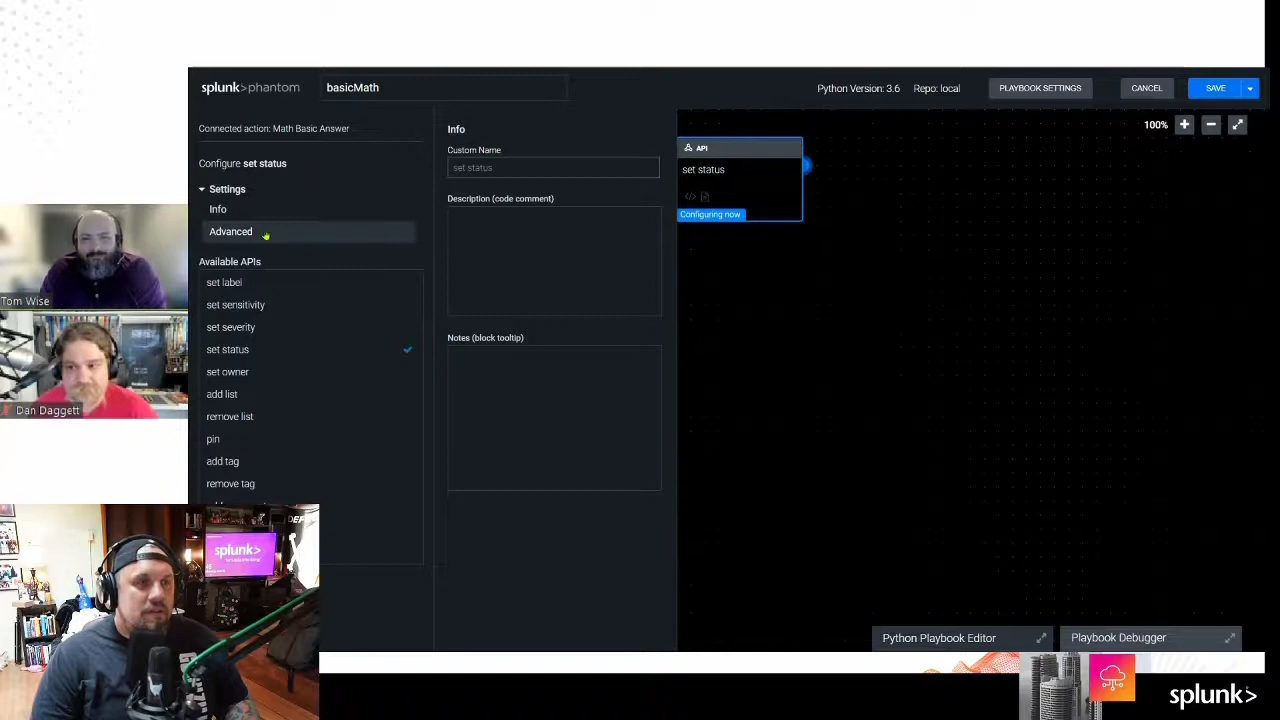 splunk>phantom
basicMath
Python Version: 3.6
Repo: local
PLAYBOOK SETTINGS
CANCEL
SAVE
Connected action: Math Basic Answer
Configure set status
Settings
Info
Advanced
Available APIs
set label
set sensitivity
set severity
set status
set owner
add list
remove list
pin
add tag
remove tag
Info
Custom Name
set status
Description (code comment)
Notes (block tooltip)
API
set status
Configuring now
100%
Tom Wise
Dan Daggett
splunk>
Python Playbook Editor
Playbook Debugger
splunk>